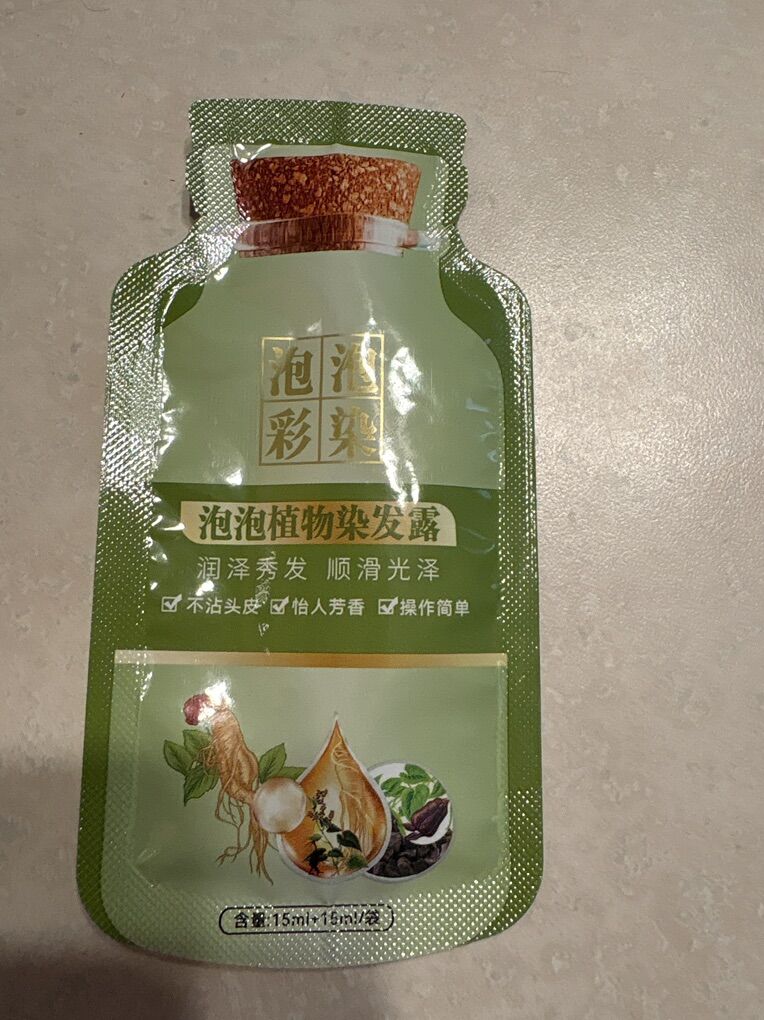 泡泡
彩染
泡泡植物染发露
润泽秀发 顺滑光泽
☑不沾头皮 ☑怡人芳香 ☑操作简单
含量:15ml+15ml/袋